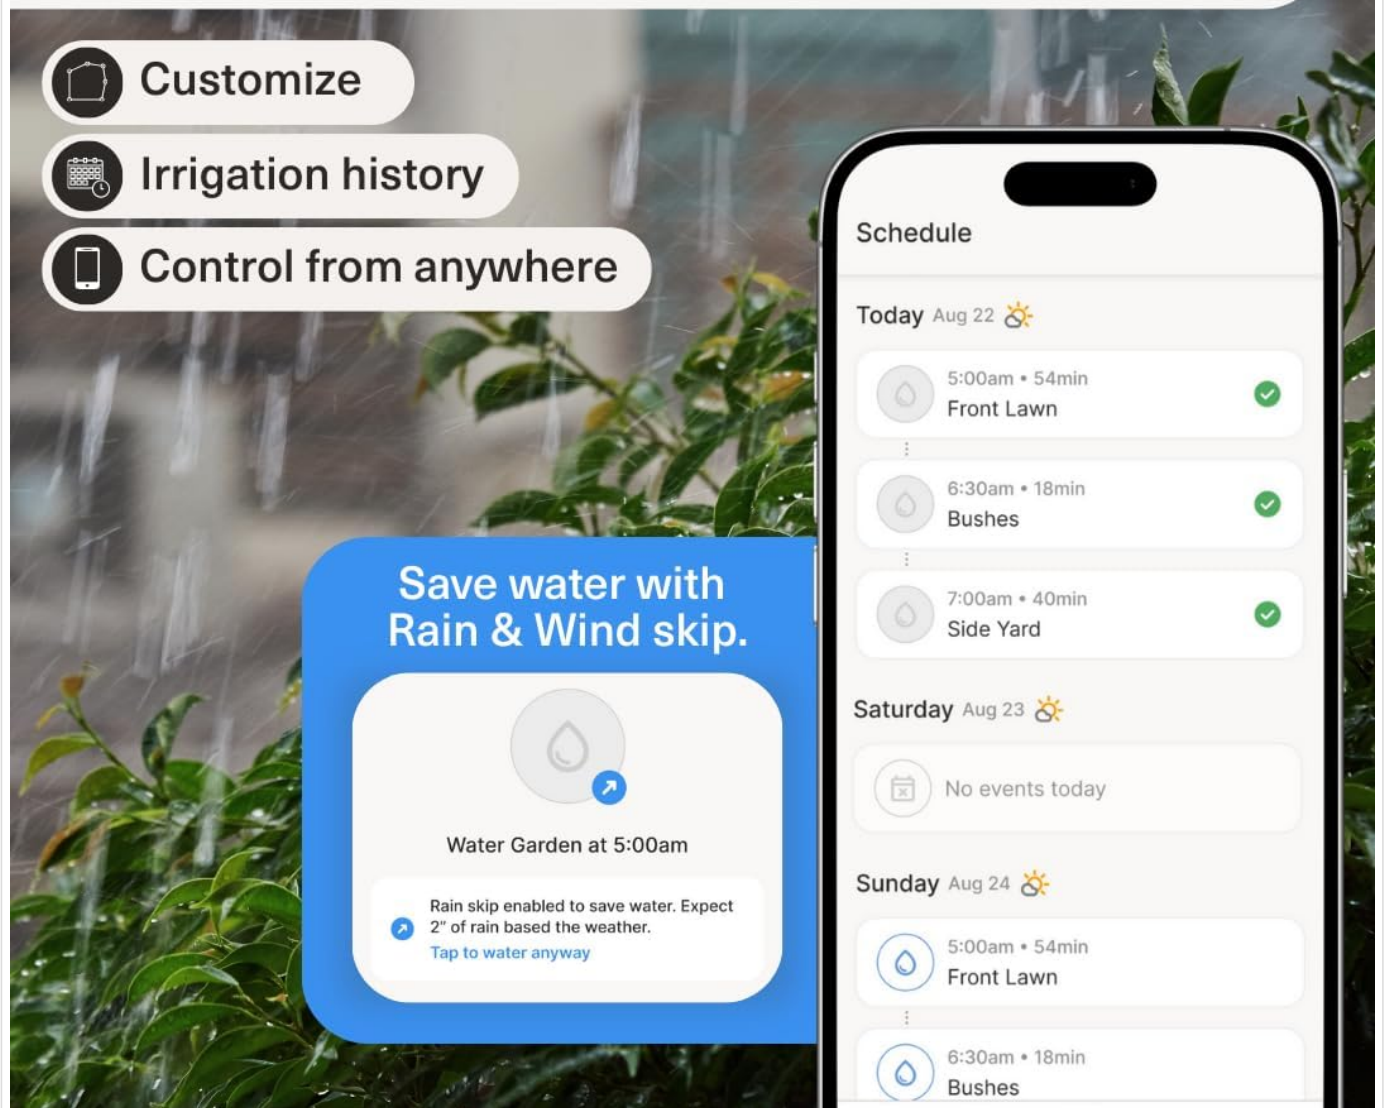 Customize
Irrigation history
Control from anywhere
Save water with
Rain & Wind skip.
Water Garden at 5:00am
Rain skip enabled to save water. Expect
2" of rain based the weather.
Tap to water anyway
Schedule
Today Aug 22
5:00am • 54min
Front Lawn
6:30am • 18min
Bushes
7:00am • 40min
Side Yard
Saturday Aug 23
No events today
Sunday Aug 24
5:00am • 54min
Front Lawn
6:30am • 18min
Bushes